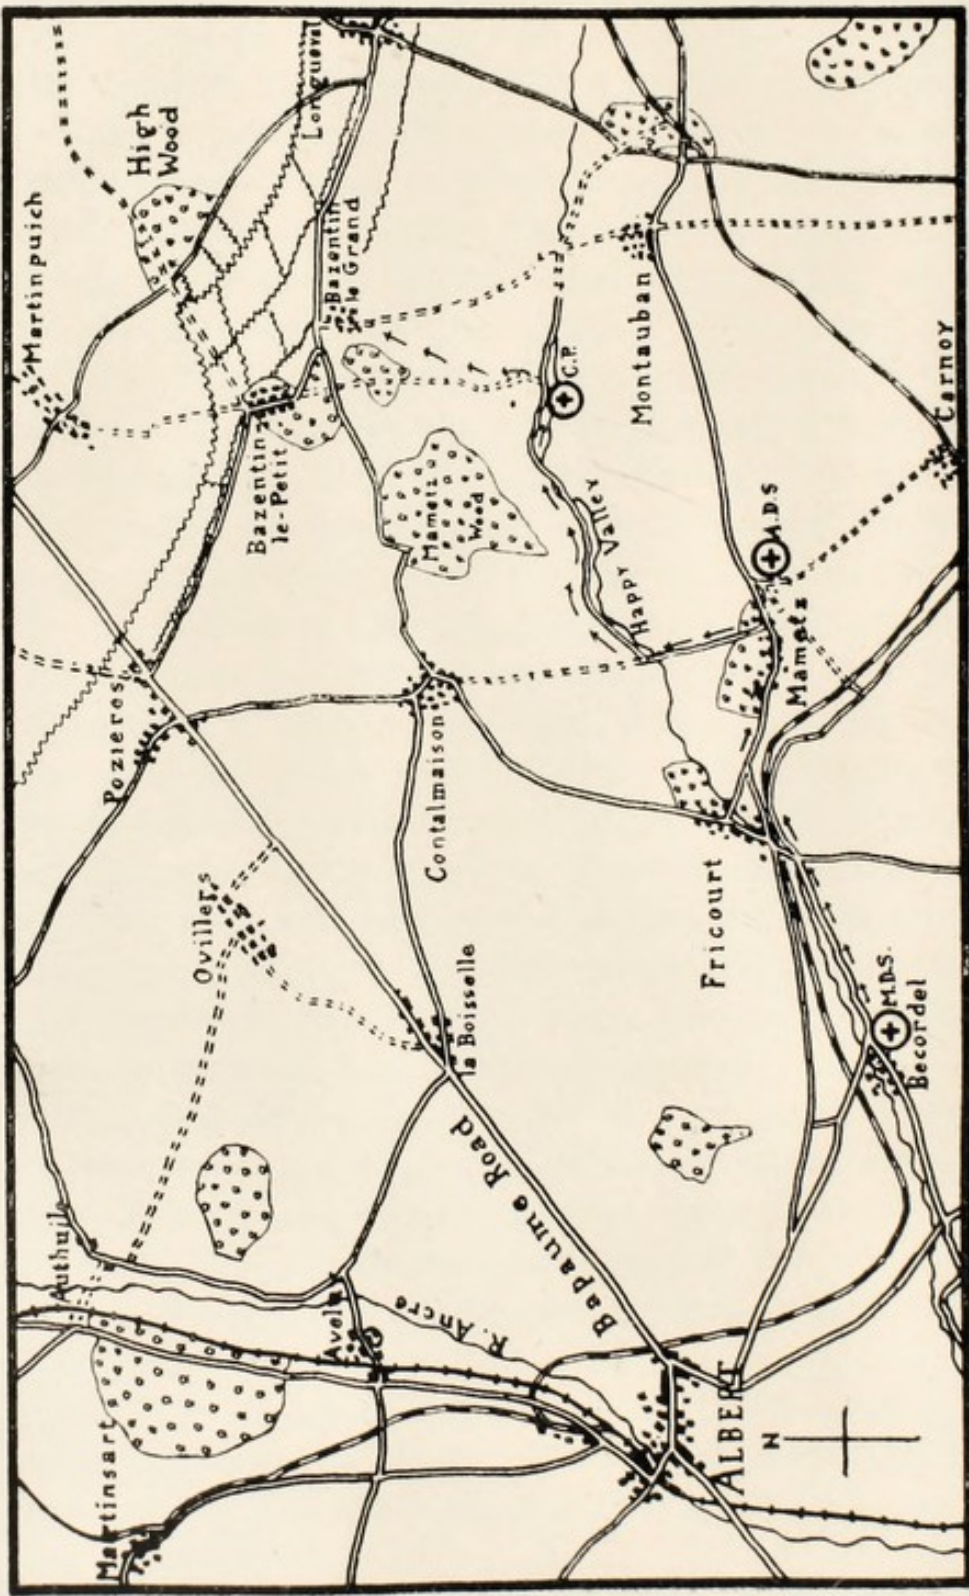 Martinsart
Authuile
Pozieres
Martinpuich
High
Wood
Ovillers
Bazentin
le-Petit
Longueval
Aveluy
Bazentin
le Grand
R. Ancre
Contalmaison
Mametz
Wood
la Boisselle
Bapaume Road
C.P.
Happy Valley
Montauban
ALBERT
N
Fricourt
A.D.S
Mametz
M.D.S.
Becordel
Carnoy